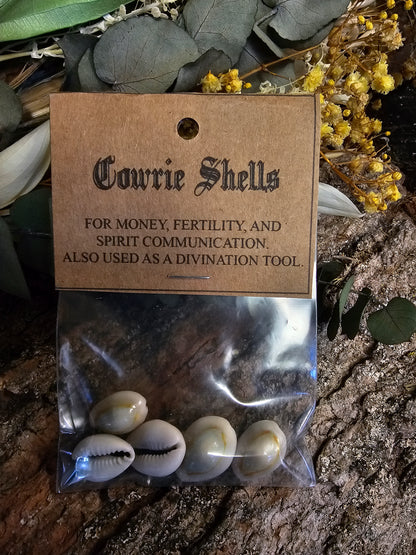 Cowrie Shells
FOR MONEY, FERTILITY, AND
SPIRIT COMMUNICATION.
ALSO USED AS A DIVINATION TOOL.